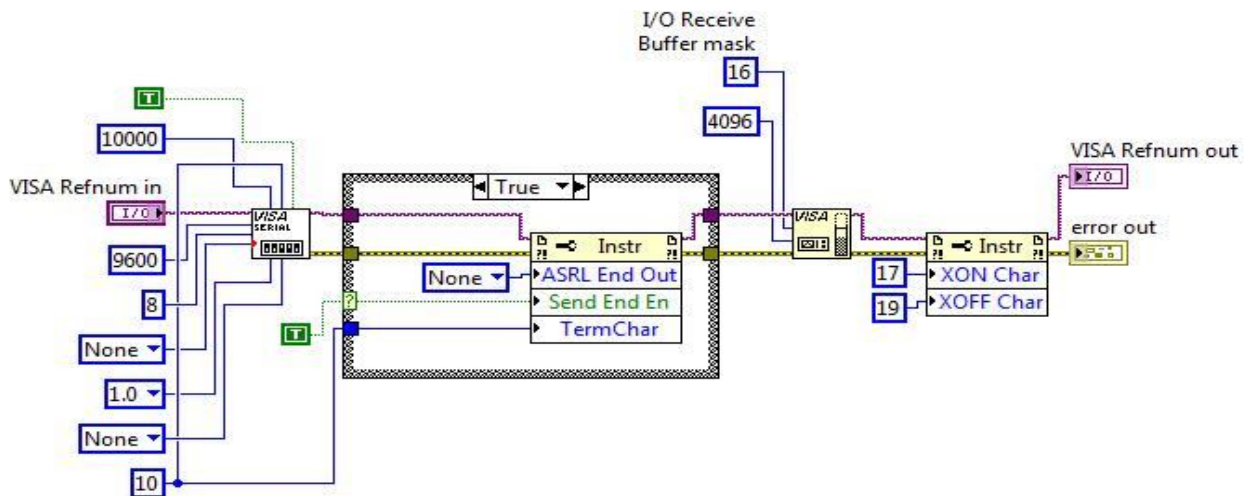 I/O Receive
Buffer mask
16
4096
T
10000
VISA Refnum in
I/O
VISA
SERIAL
9600
8
None
1.0
None
10
True
?
T
None
?! Instr ?!
ASRL End Out
Send End En
TermChar
VISA
?! Instr ?!
17
XON Char
19
XOFF Char
VISA Refnum out
I/O
error out